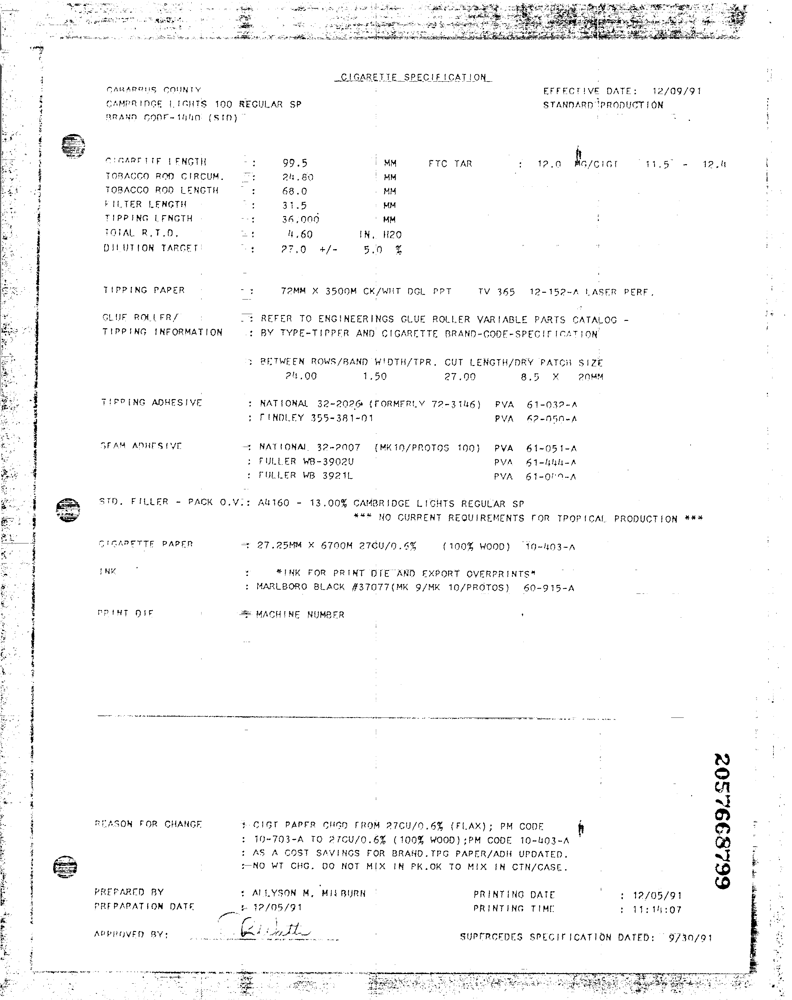 CIGARETTE SPECIFICATION
CABARRUS COUNTY EFFECTIVE DATE: 12/09/91
CAMBRIDGE LIGHTS 100 REGULAR SP STANDARD PRODUCTION
BRAND CODE-1440 (STD)
CIGARETTE LENGTH : 99.5 MM FTC TAR : 12.0 MG/CIGT 11.5 - 12.4
TOBACCO ROD CIRCUM. : 24.80 MM
TOBACCO ROD LENGTH : 68.0 MM
FILTER LENGTH : 31.5 MM
TIPPING LENGTH : 36.000 MM
TOTAL R.T.D. : 4.60 IN. H2O
DILUTION TARGET : 27.0 +/- 5.0 %
TIPPING PAPER : 72MM X 3500M CK/WHT DGL PPT TV 365 12-152-A LASER PERF.
GLUE ROLLER/ : REFER TO ENGINEERINGS GLUE ROLLER VARIABLE PARTS CATALOG -
TIPPING INFORMATION : BY TYPE-TIPPER AND CIGARETTE BRAND-CODE-SPECIFICATION
: BETWEEN ROWS/BAND WIDTH/TPR. CUT LENGTH/DRY PATCH SIZE
24.00 1.50 27.00 8.5 X 20MM
TIPPING ADHESIVE : NATIONAL 32-2026 (FORMERLY 72-3146) PVA 61-032-A
: FINDLEY 355-381-01 PVA 62-050-A
SEAM ADHESIVE : NATIONAL 32-2007 (MK10/PROTOS 100) PVA 61-051-A
: FULLER WB-3902U PVA 61-444-A
: FULLER WB 3921L PVA
STD. FILLER - PACK O.V.: A4160 - 13.00% CAMBRIDGE LIGHTS REGULAR SP
*** NO CURRENT REQUIREMENTS FOR TROPICAL PRODUCTION ***
CIGARETTE PAPER : 27.25MM X 6700M 27CU/0.6% (100% WOOD) 10-403-A
INK : *INK FOR PRINT DIE AND EXPORT OVERPRINTS*
: MARLBORO BLACK #37077(MK 9/MK 10/PROTOS) 60-915-A
PRINT DIE : MACHINE NUMBER
2057668799
REASON FOR CHANGE : CIGT PAPER CHGD FROM 27CU/0.6% (FLAX); PM CODE
: 10-703-A TO 27CU/0.6% (100% WOOD);PM CODE 10-403-A
: AS A COST SAVINGS FOR BRAND.TPG PAPER/ADH UPDATED.
: NO WT CHG. DO NOT MIX IN PK.OK TO MIX IN CTN/CASE.
PREPARED BY : ALLYSON M. MILBURN PRINTING DATE : 12/05/91
PREPARATION DATE : 12/05/91 PRINTING TIME : 11:14:07
APPROVED BY: SUPERCEDES SPECIFICATION DATED: 9/30/91